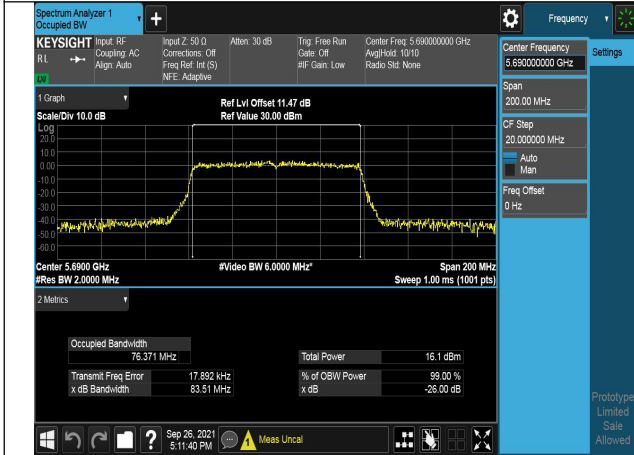 Spectrum Analyzer 1
Occupied BW
Frequency
KEYSIGHT
R L
LXI
Input: RF
Coupling: AC
Align: Auto
Input Z: 50 Ω
Corrections: Off
Freq Ref: Int (S)
NFE: Adaptive
Atten: 30 dB
Trig: Free Run
Gate: Off
#IF Gain: Low
Center Freq: 5.690000000 GHz
Avg|Hold: 10/10
Radio Std: None
Center Frequency
5.690000000 GHz
Settings
Span
200.00 MHz
CF Step
20.000000 MHz
Auto
Man
Freq Offset
0 Hz
1 Graph
Scale/Div 10.0 dB
Ref Lvl Offset 11.47 dB
Ref Value 30.00 dBm
Log
20.0
10.0
0.00
-10.0
-20.0
-30.0
-40.0
-50.0
-60.0
Center 5.6900 GHz
#Video BW 6.0000 MHz*
Span 200 MHz
#Res BW 2.0000 MHz
Sweep 1.00 ms (1001 pts)
2 Metrics
Occupied Bandwidth
76.371 MHz
Total Power 16.1 dBm
Transmit Freq Error 17.892 kHz
% of OBW Power 99.00 %
x dB Bandwidth 83.51 MHz
x dB -26.00 dB
Prototype
Limited
Sale
Allowed
?
Sep 26, 2021
5:11:40 PM
Meas Uncal